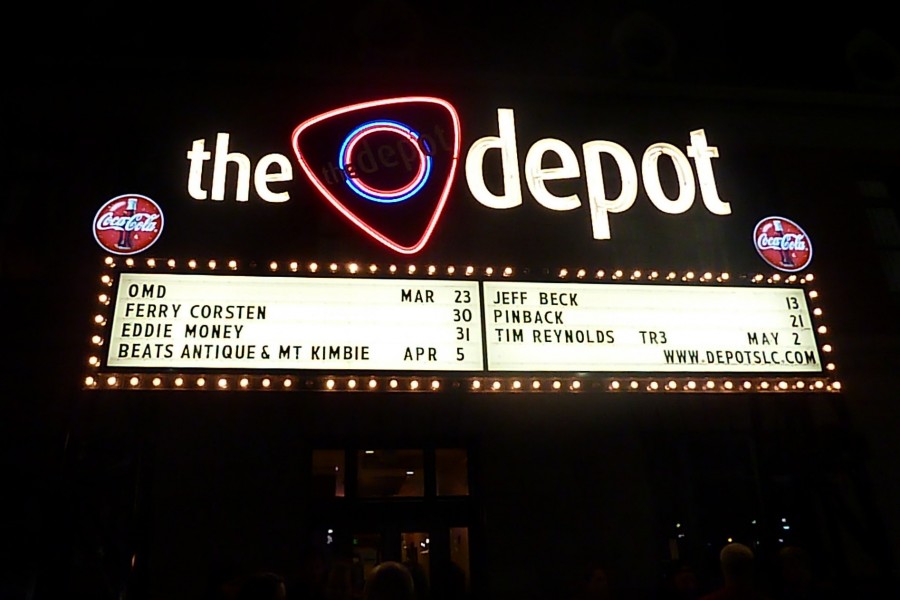 the depot
Coca-Cola
Coca-Cola
OMD MAR 23
FERRY CORSTEN 30
EDDIE MONEY 31
BEATS ANTIQUE & MT KIMBIE APR 5
JEFF BECK 13
PINBACK 21
TIM REYNOLDS TR3 MAY 2
WWW.DEPOTSLC.COM